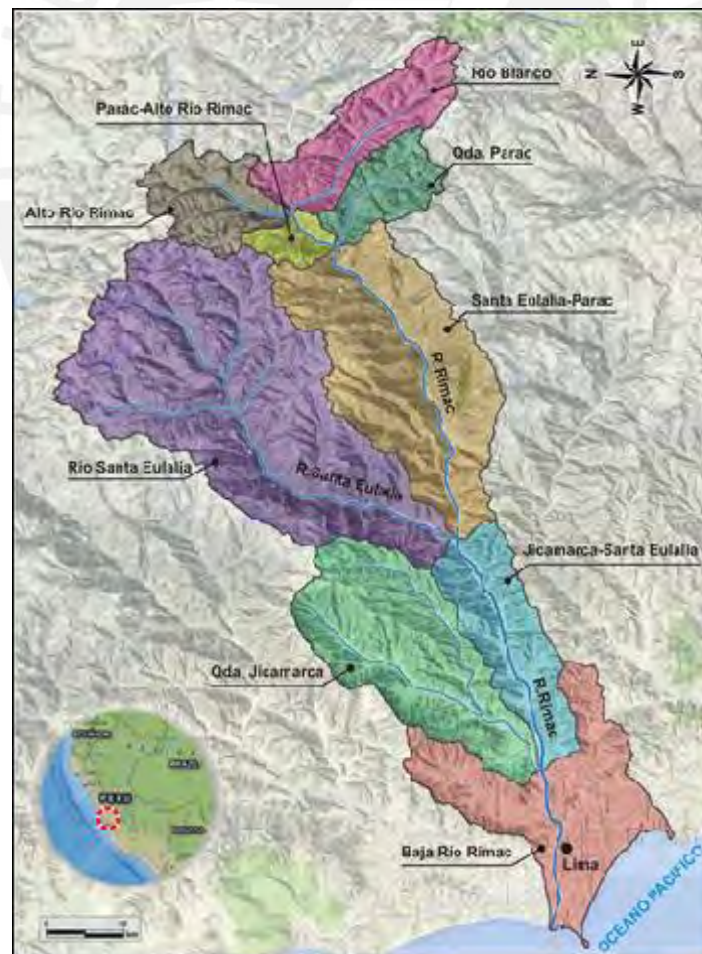 E
N
S
W
Rio Blanco
Parac-Alto Rio Rimac
Qda. Parac
Alto Rio Rimac
Santa Eulalia-Parac
R. Rimac
Rio Santa Eulalia
R. Santa Eulalia
Jicamarca-Santa Eulalia
Qda. Jicamarca
R. Rimac
PERU
Baja Rio Rimac
Lima
OCEANO PACIFICO